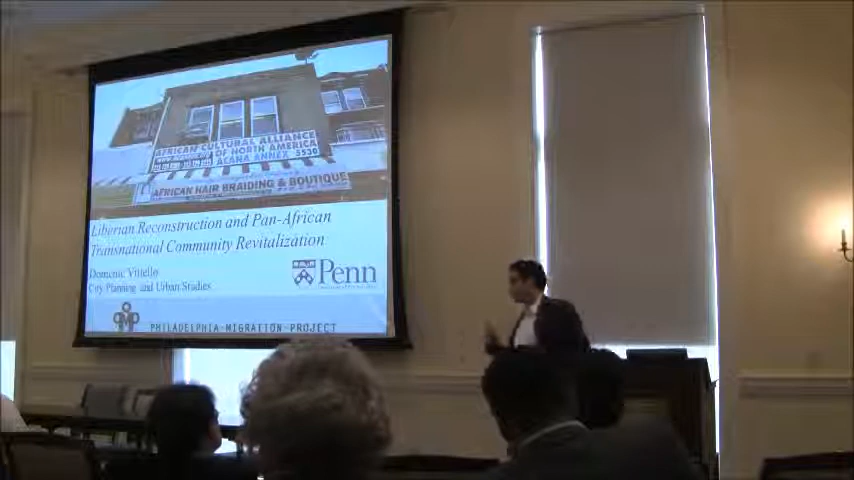 AFRICAN CULTURAL ALLIANCE
OF NORTH AMERICA
ACANA ANNEX 5530
AFRICAN HAIR BRAIDING & BOUTIQUE
Liberian Reconstruction and Pan-African
Transnational Community Revitalization
Domenic Vitiello
City Planning and Urban Studies
Penn
PHILADELPHIA MIGRATION PROJECT